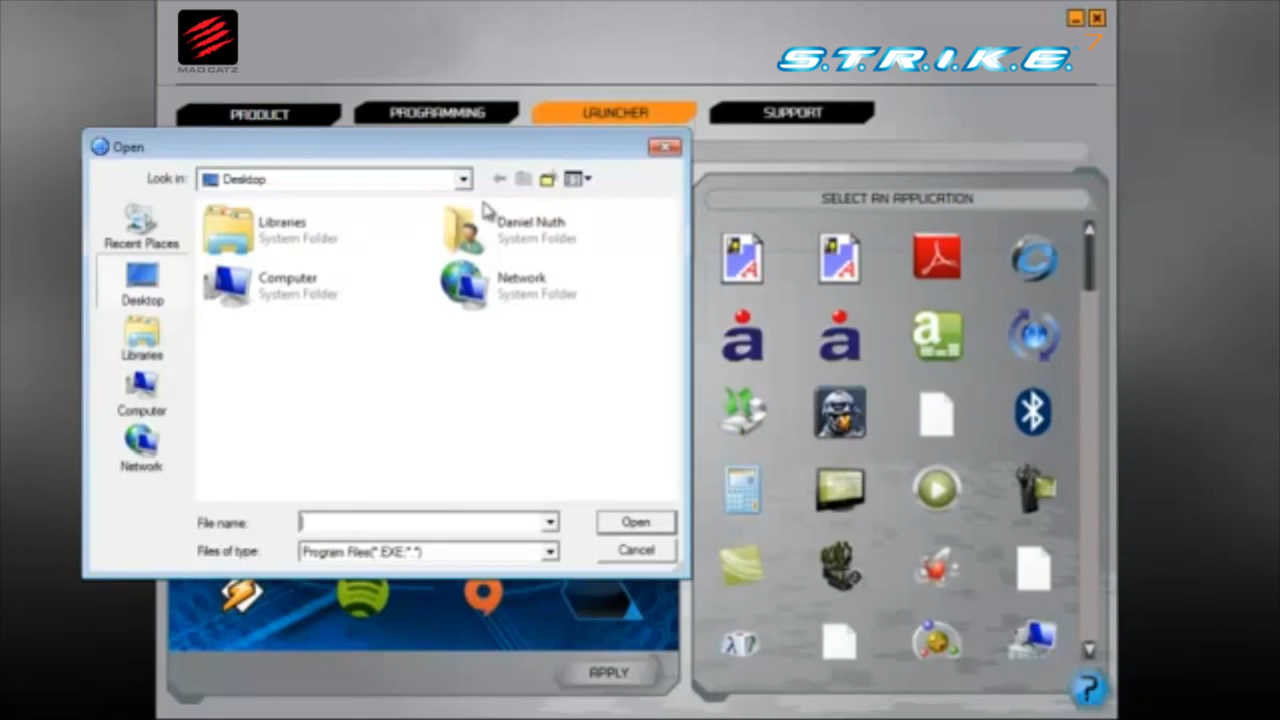 MAD CATZ
S.T.R.I.K.E. 7
PRODUCT
PROGRAMMING
LAUNCHER
SUPPORT
Open
Look in:
Desktop
Recent Places
Desktop
Libraries
Computer
Network
Libraries
System Folder
Daniel Nuth
System Folder
Computer
System Folder
Network
System Folder
File name:
Open
Files of type:
Program Files(*.EXE;*.*)
Cancel
SELECT AN APPLICATION
APPLY